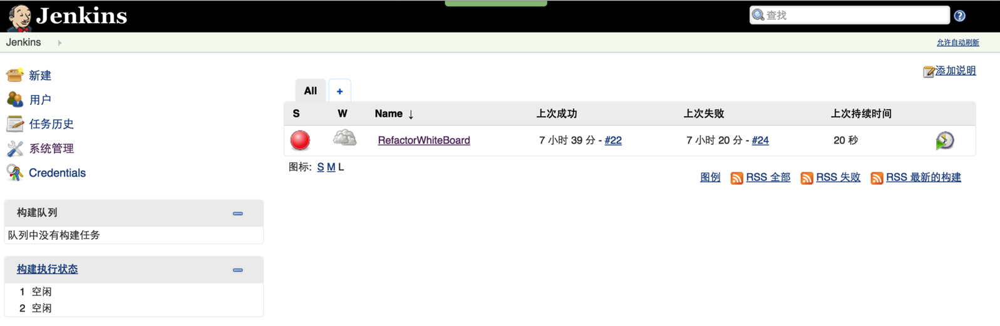 Jenkins
查找
Jenkins
允许自动刷新
新建
用户
任务历史
系统管理
Credentials
构建队列
队列中没有构建任务
构建执行状态
1 空闲
2 空闲
添加说明
All +
S W Name ↓ 上次成功 上次失败 上次持续时间
RefactorWhiteBoard 7 小时 39 分 - #22 7 小时 20 分 - #24 20 秒
图标: S M L
图例 RSS 全部 RSS 失败 RSS 最新的构建